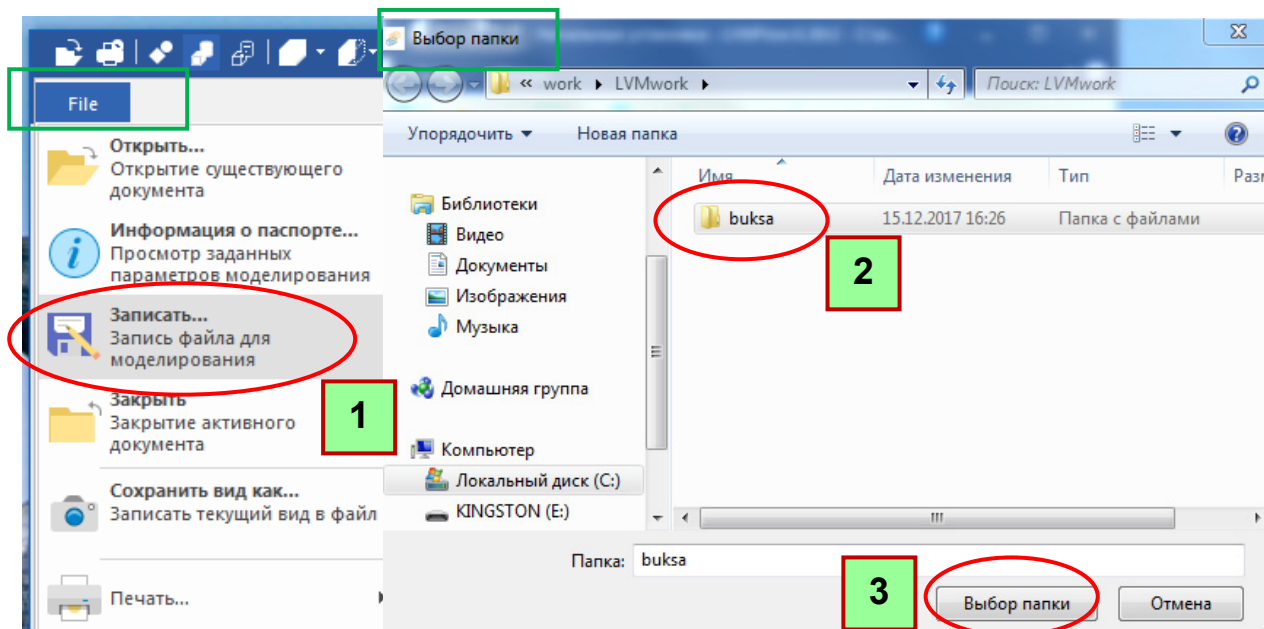 File
Открыть...
Открытие существующего
документа
Информация о паспорте...
Просмотр заданных
параметров моделирования
Записать...
Запись файла для
моделирования
1
Закрыть
Закрытие активного
документа
Сохранить вид как...
Записать текущий вид в файл
Печать...
Выбор папки
« work LVMwork
Поиск: LVMwork
Упорядочить Новая папка
Библиотеки
Видео
Документы
Изображения
Музыка
Домашняя группа
Компьютер
Локальный диск (C:)
KINGSTON (E:)
Имя Дата изменения Тип Разм
buksa 15.12.2017 16:26 Папка с файлами
2
Папка: buksa
3
Выбор папки Отмена